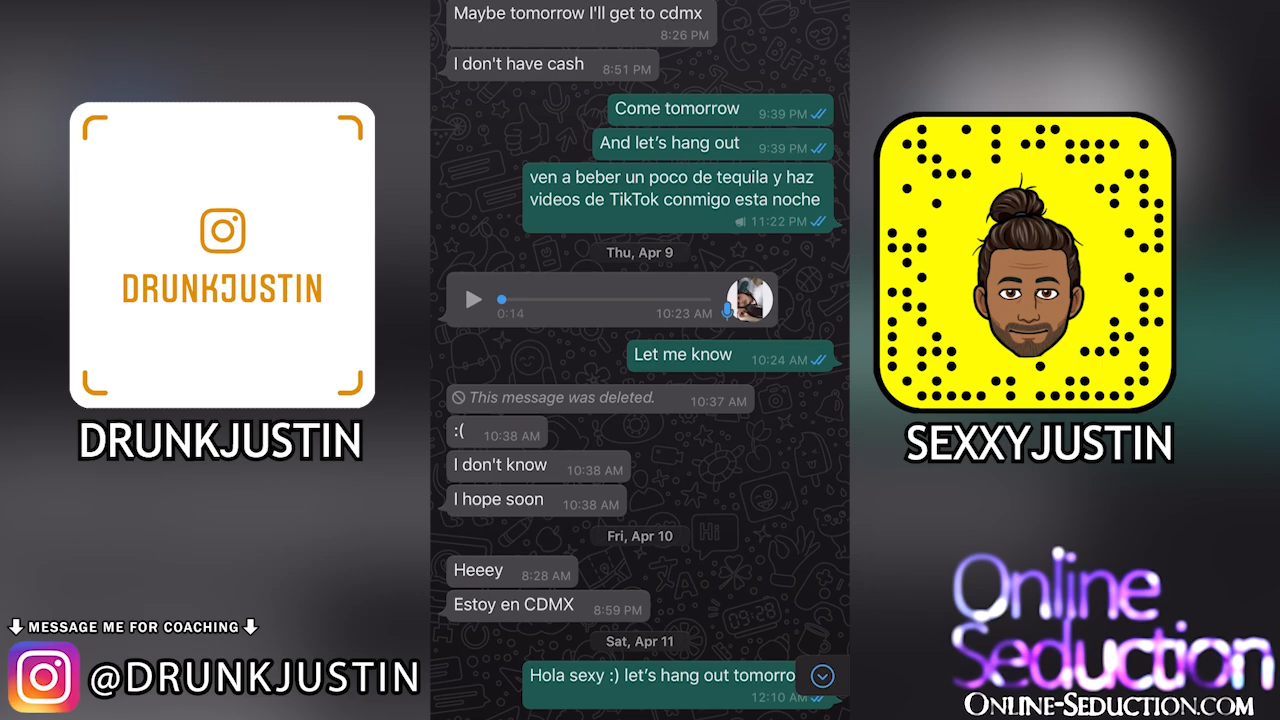 DRUNKJUSTIN
DRUNKJUSTIN
⬇ MESSAGE ME FOR COACHING ⬇
@DRUNKJUSTIN
Maybe tomorrow I'll get to cdmx
8:26 PM
I don't have cash 8:51 PM
Come tomorrow 9:39 PM
And let's hang out 9:39 PM
ven a beber un poco de tequila y haz
videos de TikTok conmigo esta noche
11:22 PM
Thu, Apr 9
0:14 10:23 AM
Let me know 10:24 AM
This message was deleted. 10:37 AM
:( 10:38 AM
I don't know 10:38 AM
I hope soon 10:38 AM
Fri, Apr 10
Heeey 8:28 AM
Estoy en CDMX 8:59 PM
Sat, Apr 11
Hola sexy :) let's hang out tomorro
12:10 AM
SEXXYJUSTIN
Online
Seduction
ONLINE-SEDUCTION.COM